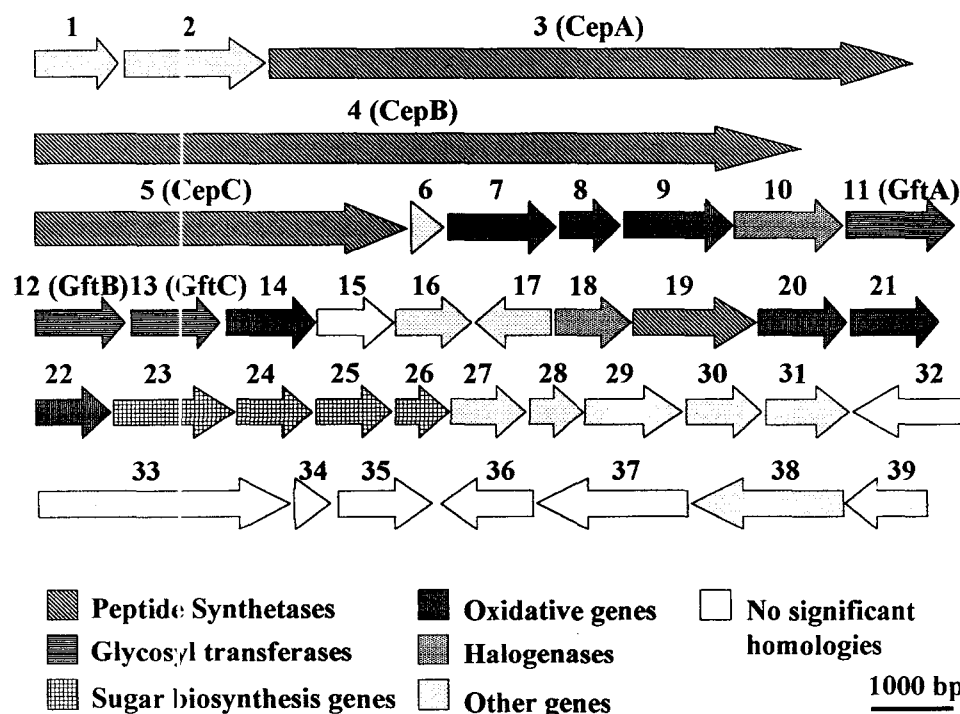 1 2 3 (CepA)
4 (CepB)
5 (CepC) 6 7 8 9 10 11 (GftA)
12 (GftB) 13 (GftC) 14 15 16 17 18 19 20 21
22 23 24 25 26 27 28 29 30 31 32
33 34 35 36 37 38 39
Peptide Synthetases Oxidative genes No significant
homologies
Glycosyl transferases Halogenases
Sugar biosynthesis genes Other genes
1000 bp